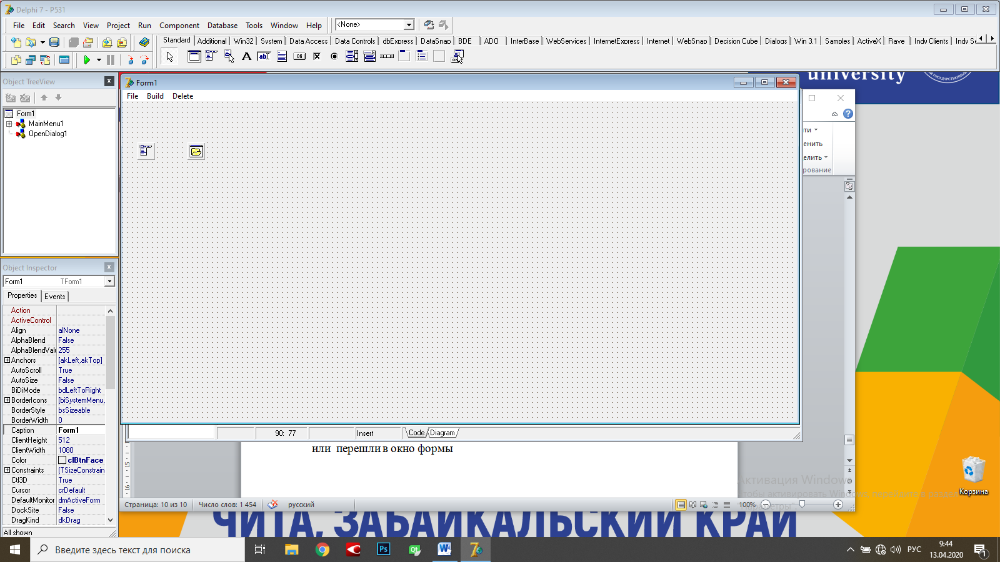 Delphi 7 - P531
File Edit Search View Project Run Component Database Tools Window Help <None>
Standard Additional Win32 System Data Access Data Controls dbExpress DataSnap BDE ADO InterBase WebServices InternetExpress Internet WebSnap Decision Cube Dialogs Win 3.1 Samples ActiveX Rave Indy Clients Indy Se
Object TreeView
Form1
MainMenu1
OpenDialog1
Form1
File Build Delete
university
ти
енить
елить
рование
Object Inspector
Form1 TForm1
Properties Events
Action
ActiveControl
Align alNone
AlphaBlend False
AlphaBlendValu 255
Anchors [akLeft,akTop]
AutoScroll True
AutoSize False
BiDiMode bdLeftToRight
BorderIcons [biSystemMenu,
BorderStyle bsSizeable
BorderWidth 0
Caption Form1
ClientHeight 512
ClientWidth 1080
Color clBtnFace
Constraints (TSizeConstrain
Ctl3D True
Cursor crDefault
DefaultMonitor dmActiveForm
DockSite False
DragKind dkDrag
All shown
90: 77 Insert Code Diagram
или перешли в окно формы
15
16
Активация Windows
Чтобы активировать Windows, перейдите в раздел
"Параметры".
Корзина
Страница: 10 из 10 Число слов: 1 454 русский 100%
ЧИТА, ЗАБАЙКАЛЬСКИЙ КРАЙ
Введите здесь текст для поиска
Ps
Qt
W
РУС
9:44
13.04.2020
1